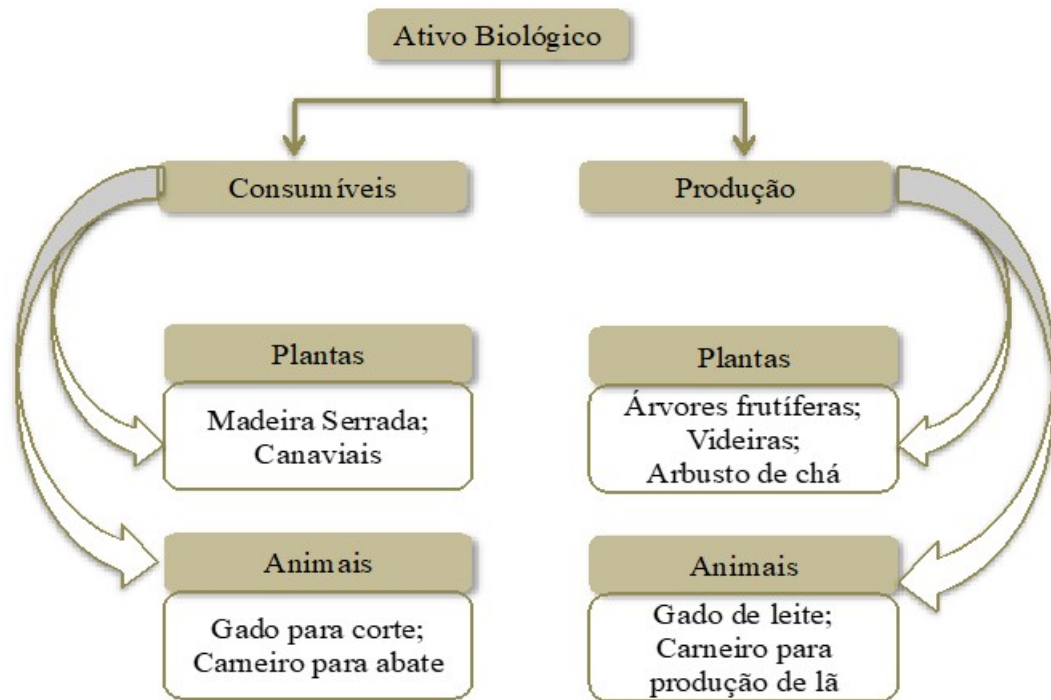 Ativo Biológico
Consumíveis
Produção
Plantas
Madeira Serrada;
Canaviais
Plantas
Árvores frutíferas;
Videiras;
Arbusto de chá
Animais
Gado para corte;
Carneiro para abate
Animais
Gado de leite;
Carneiro para
produção de lã